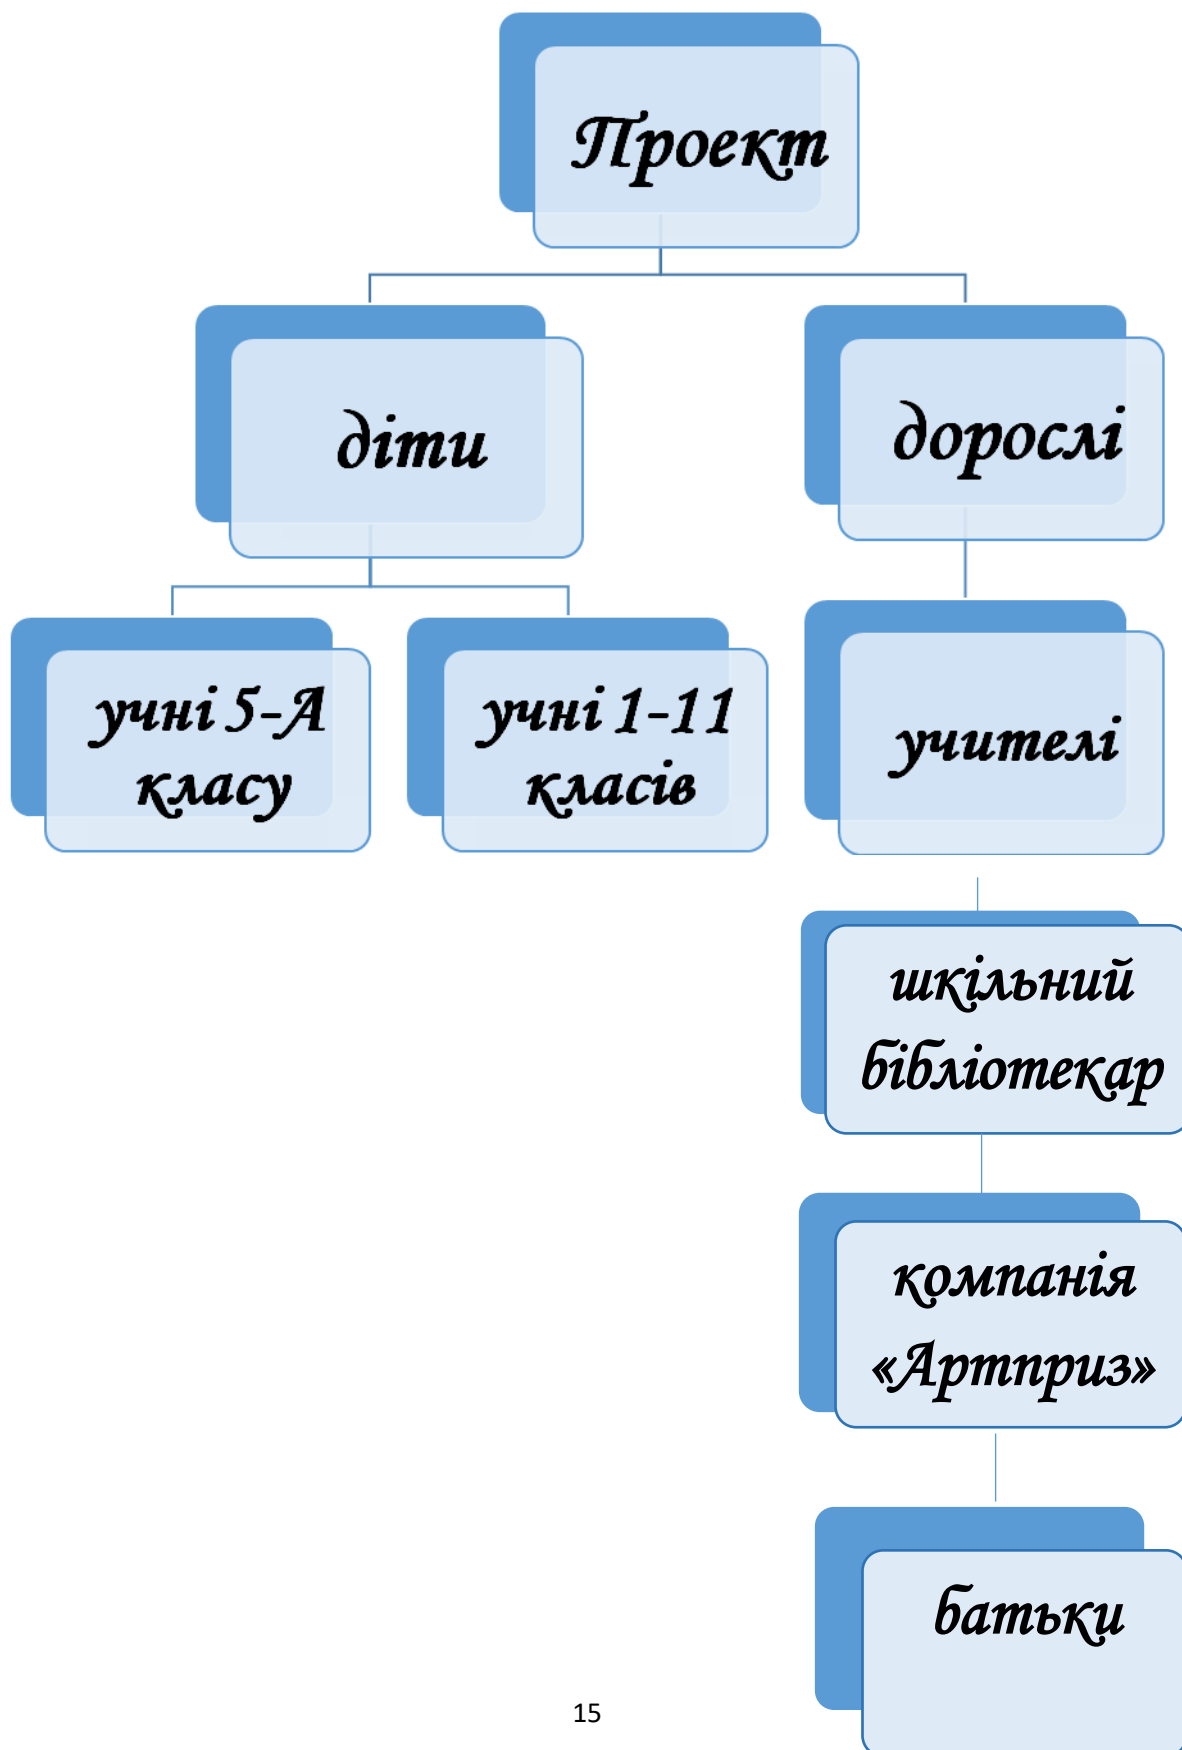 Проект
діти
дорослі
учні 5-А
класу
учні 1-11
класів
учителі
шкільний
бібліотекар
компанія
«Артприз»
батьки
15